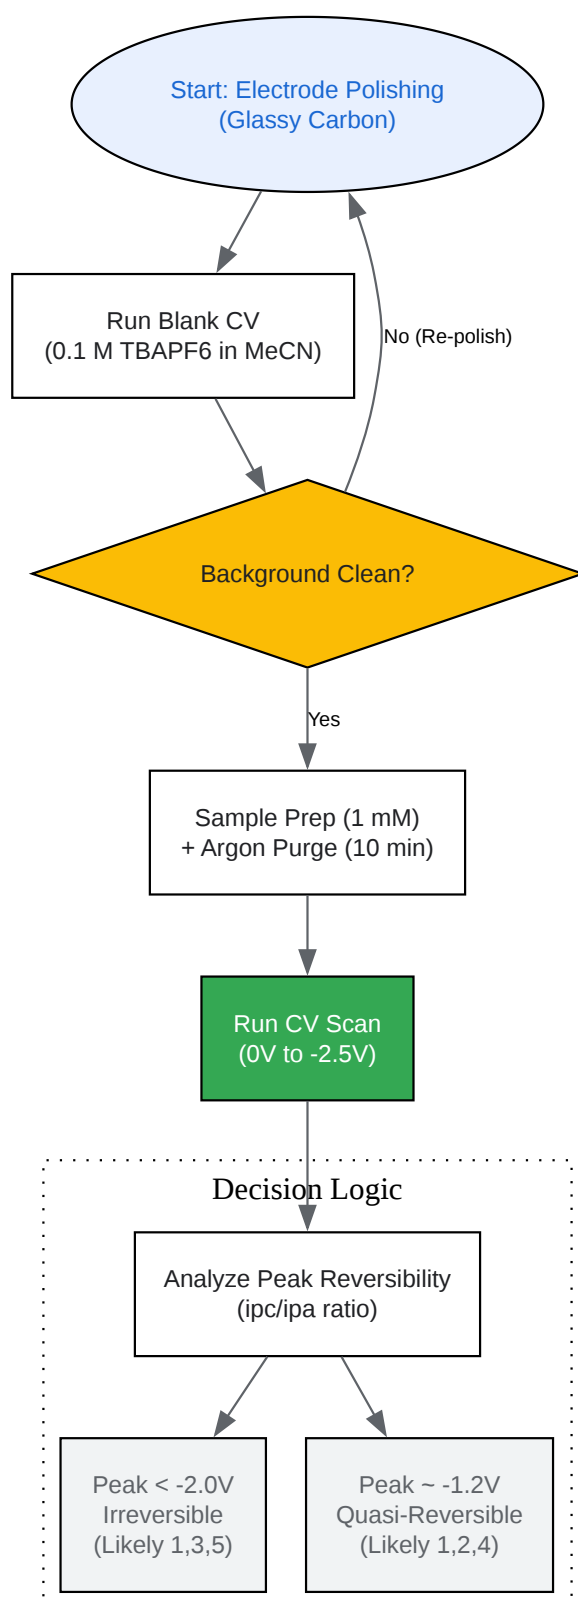 Start: Electrode Polishing
(Glassy Carbon)
Run Blank CV
(0.1 M TBAPF6 in MeCN)
No (Re-polish)
Background Clean?
Yes
Sample Prep (1 mM)
+ Argon Purge (10 min)
Run CV Scan
(0V to -2.5V)
Decision Logic
Analyze Peak Reversibility
(ipc/ipa ratio)
Peak < -2.0V
Irreversible
(Likely 1,3,5)
Peak ~ -1.2V
Quasi-Reversible
(Likely 1,2,4)